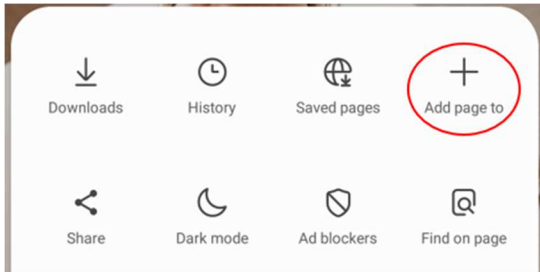 Downloads
History
Saved pages
Add page to
Share
Dark mode
Ad blockers
Find on page